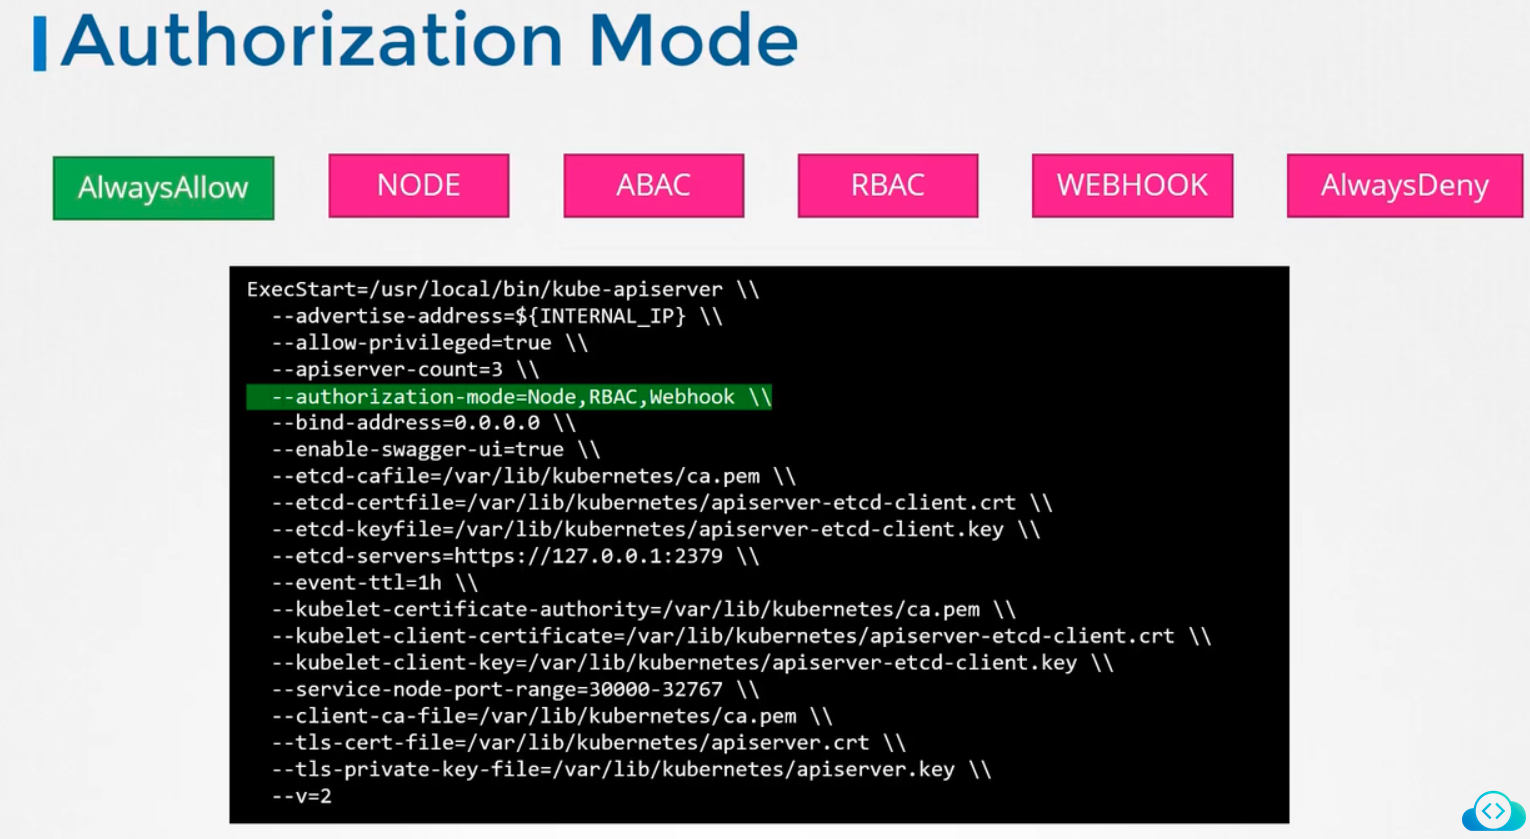 Authorization Mode
AlwaysAllow NODE ABAC RBAC WEBHOOK AlwaysDeny
ExecStart=/usr/local/bin/kube-apiserver \\
--advertise-address=${INTERNAL_IP} \\
--allow-privileged=true \\
--apiserver-count=3 \\
--authorization-mode=Node,RBAC,Webhook \\
--bind-address=0.0.0.0 \\
--enable-swagger-ui=true \\
--etcd-cafile=/var/lib/kubernetes/ca.pem \\
--etcd-certfile=/var/lib/kubernetes/apiserver-etcd-client.crt \\
--etcd-keyfile=/var/lib/kubernetes/apiserver-etcd-client.key \\
--etcd-servers=https://127.0.0.1:2379 \\
--event-ttl=1h \\
--kubelet-certificate-authority=/var/lib/kubernetes/ca.pem \\
--kubelet-client-certificate=/var/lib/kubernetes/apiserver-etcd-client.crt \\
--kubelet-client-key=/var/lib/kubernetes/apiserver-etcd-client.key \\
--service-node-port-range=30000-32767 \\
--client-ca-file=/var/lib/kubernetes/ca.pem \\
--tls-cert-file=/var/lib/kubernetes/apiserver.crt \\
--tls-private-key-file=/var/lib/kubernetes/apiserver.key \\
--v=2